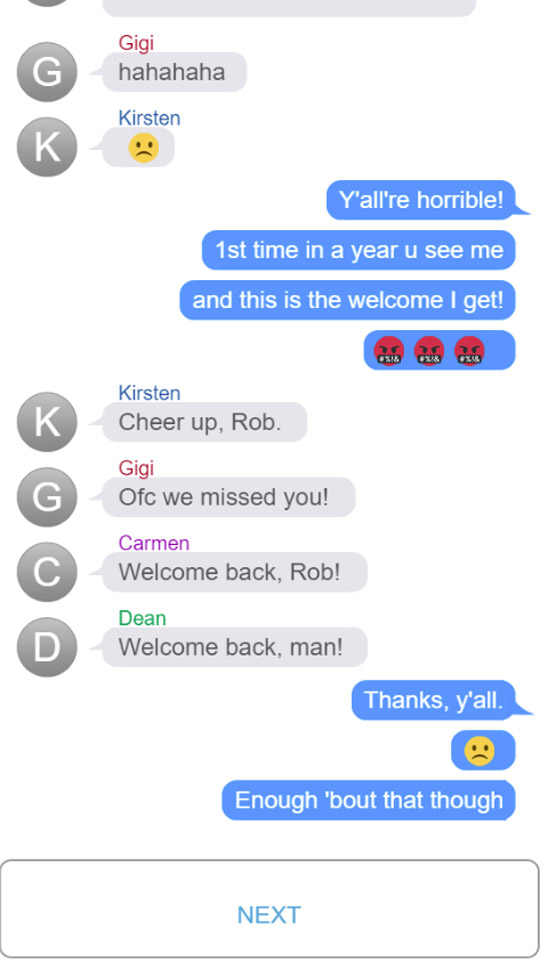 Gigi
G
hahahaha
Kirsten
K
🙁
Y'all're horrible!
1st time in a year u see me
and this is the welcome I get!
🤬🤬🤬
Kirsten
K
Cheer up, Rob.
Gigi
G
Ofc we missed you!
Carmen
C
Welcome back, Rob!
Dean
D
Welcome back, man!
Thanks, y'all.
🙁
Enough 'bout that though
NEXT